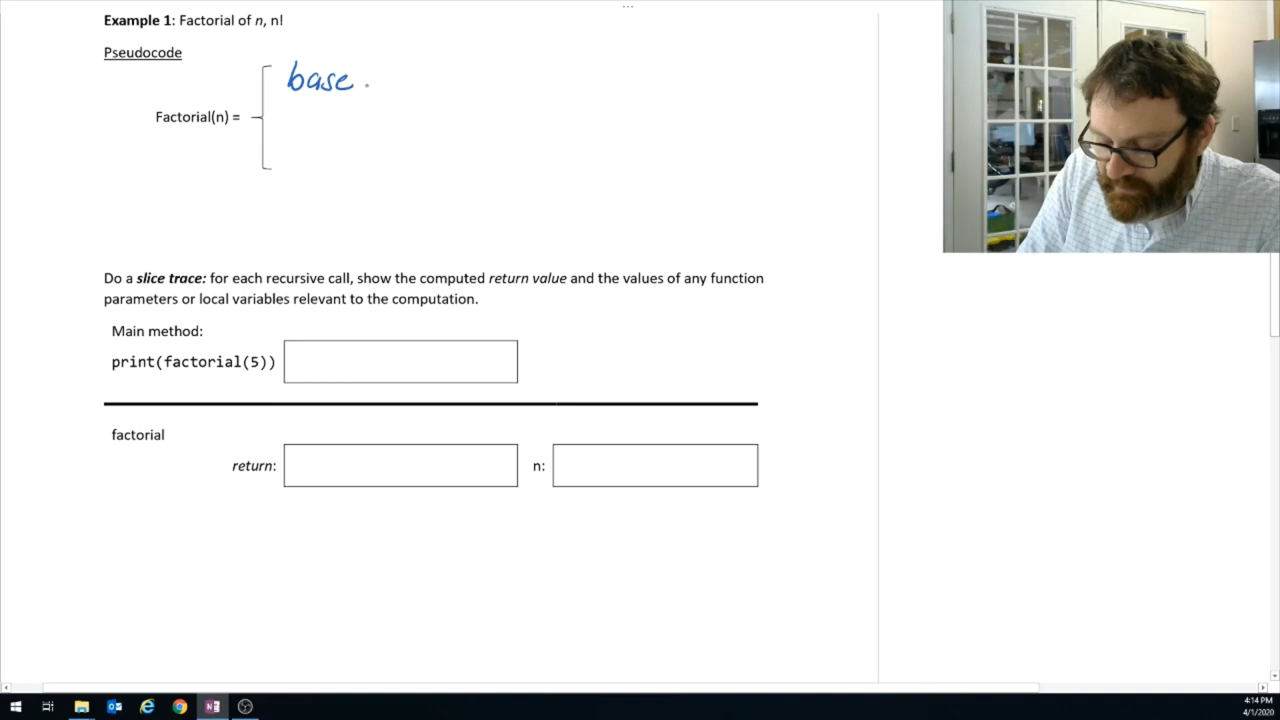 Example 1: Factorial of n, n!
Pseudocode
base
Factorial(n) =
Do a slice trace: for each recursive call, show the computed return value and the values of any function
parameters or local variables relevant to the computation.
Main method:
print(factorial(5))
factorial
return:
n:
4:14 PM
4/1/2020